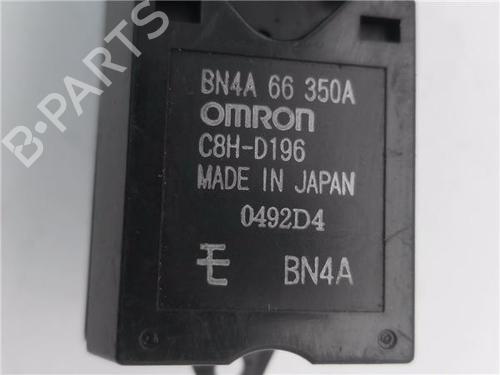 BN4A 66 350A
OMRON
C8H-D196
MADE IN JAPAN
0492D4
BN4A
B-PARTS